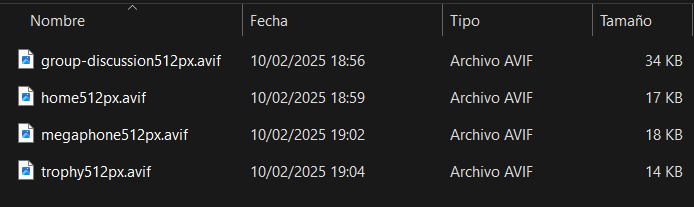 Nombre Fecha Tipo Tamaño
group-discussion512px.avif 10/02/2025 18:56 Archivo AVIF 34 KB
home512px.avif 10/02/2025 18:59 Archivo AVIF 17 KB
megaphone512px.avif 10/02/2025 19:02 Archivo AVIF 18 KB
trophy512px.avif 10/02/2025 19:04 Archivo AVIF 14 KB